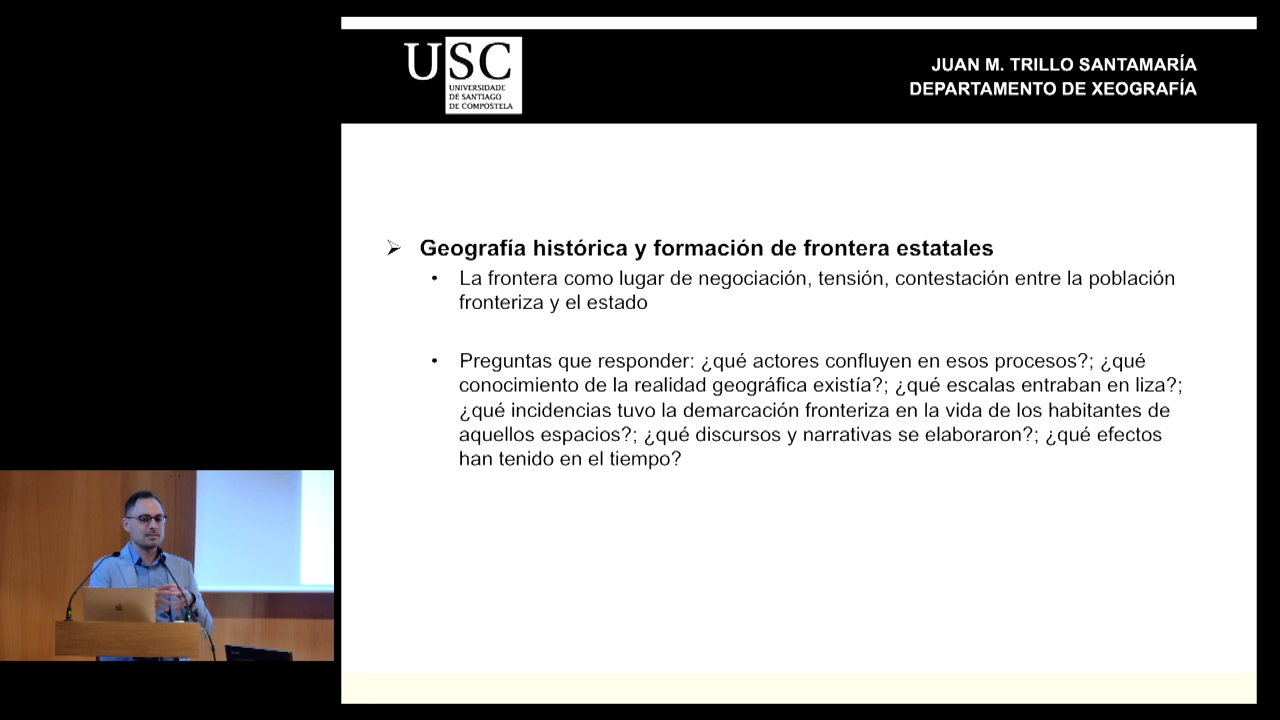 USC
UNIVERSIDADE
DE SANTIAGO
DE COMPOSTELA
JUAN M. TRILLO SANTAMARÍA
DEPARTAMENTO DE XEOGRAFÍA
Geografía histórica y formación de frontera estatales
La frontera como lugar de negociación, tensión, contestación entre la población
fronteriza y el estado
Preguntas que responder: ¿qué actores confluyen en esos procesos?; ¿qué
conocimiento de la realidad geográfica existía?; ¿qué escalas entraban en liza?;
¿qué incidencias tuvo la demarcación fronteriza en la vida de los habitantes de
aquellos espacios?; ¿qué discursos y narrativas se elaboraron?; ¿qué efectos
han tenido en el tiempo?